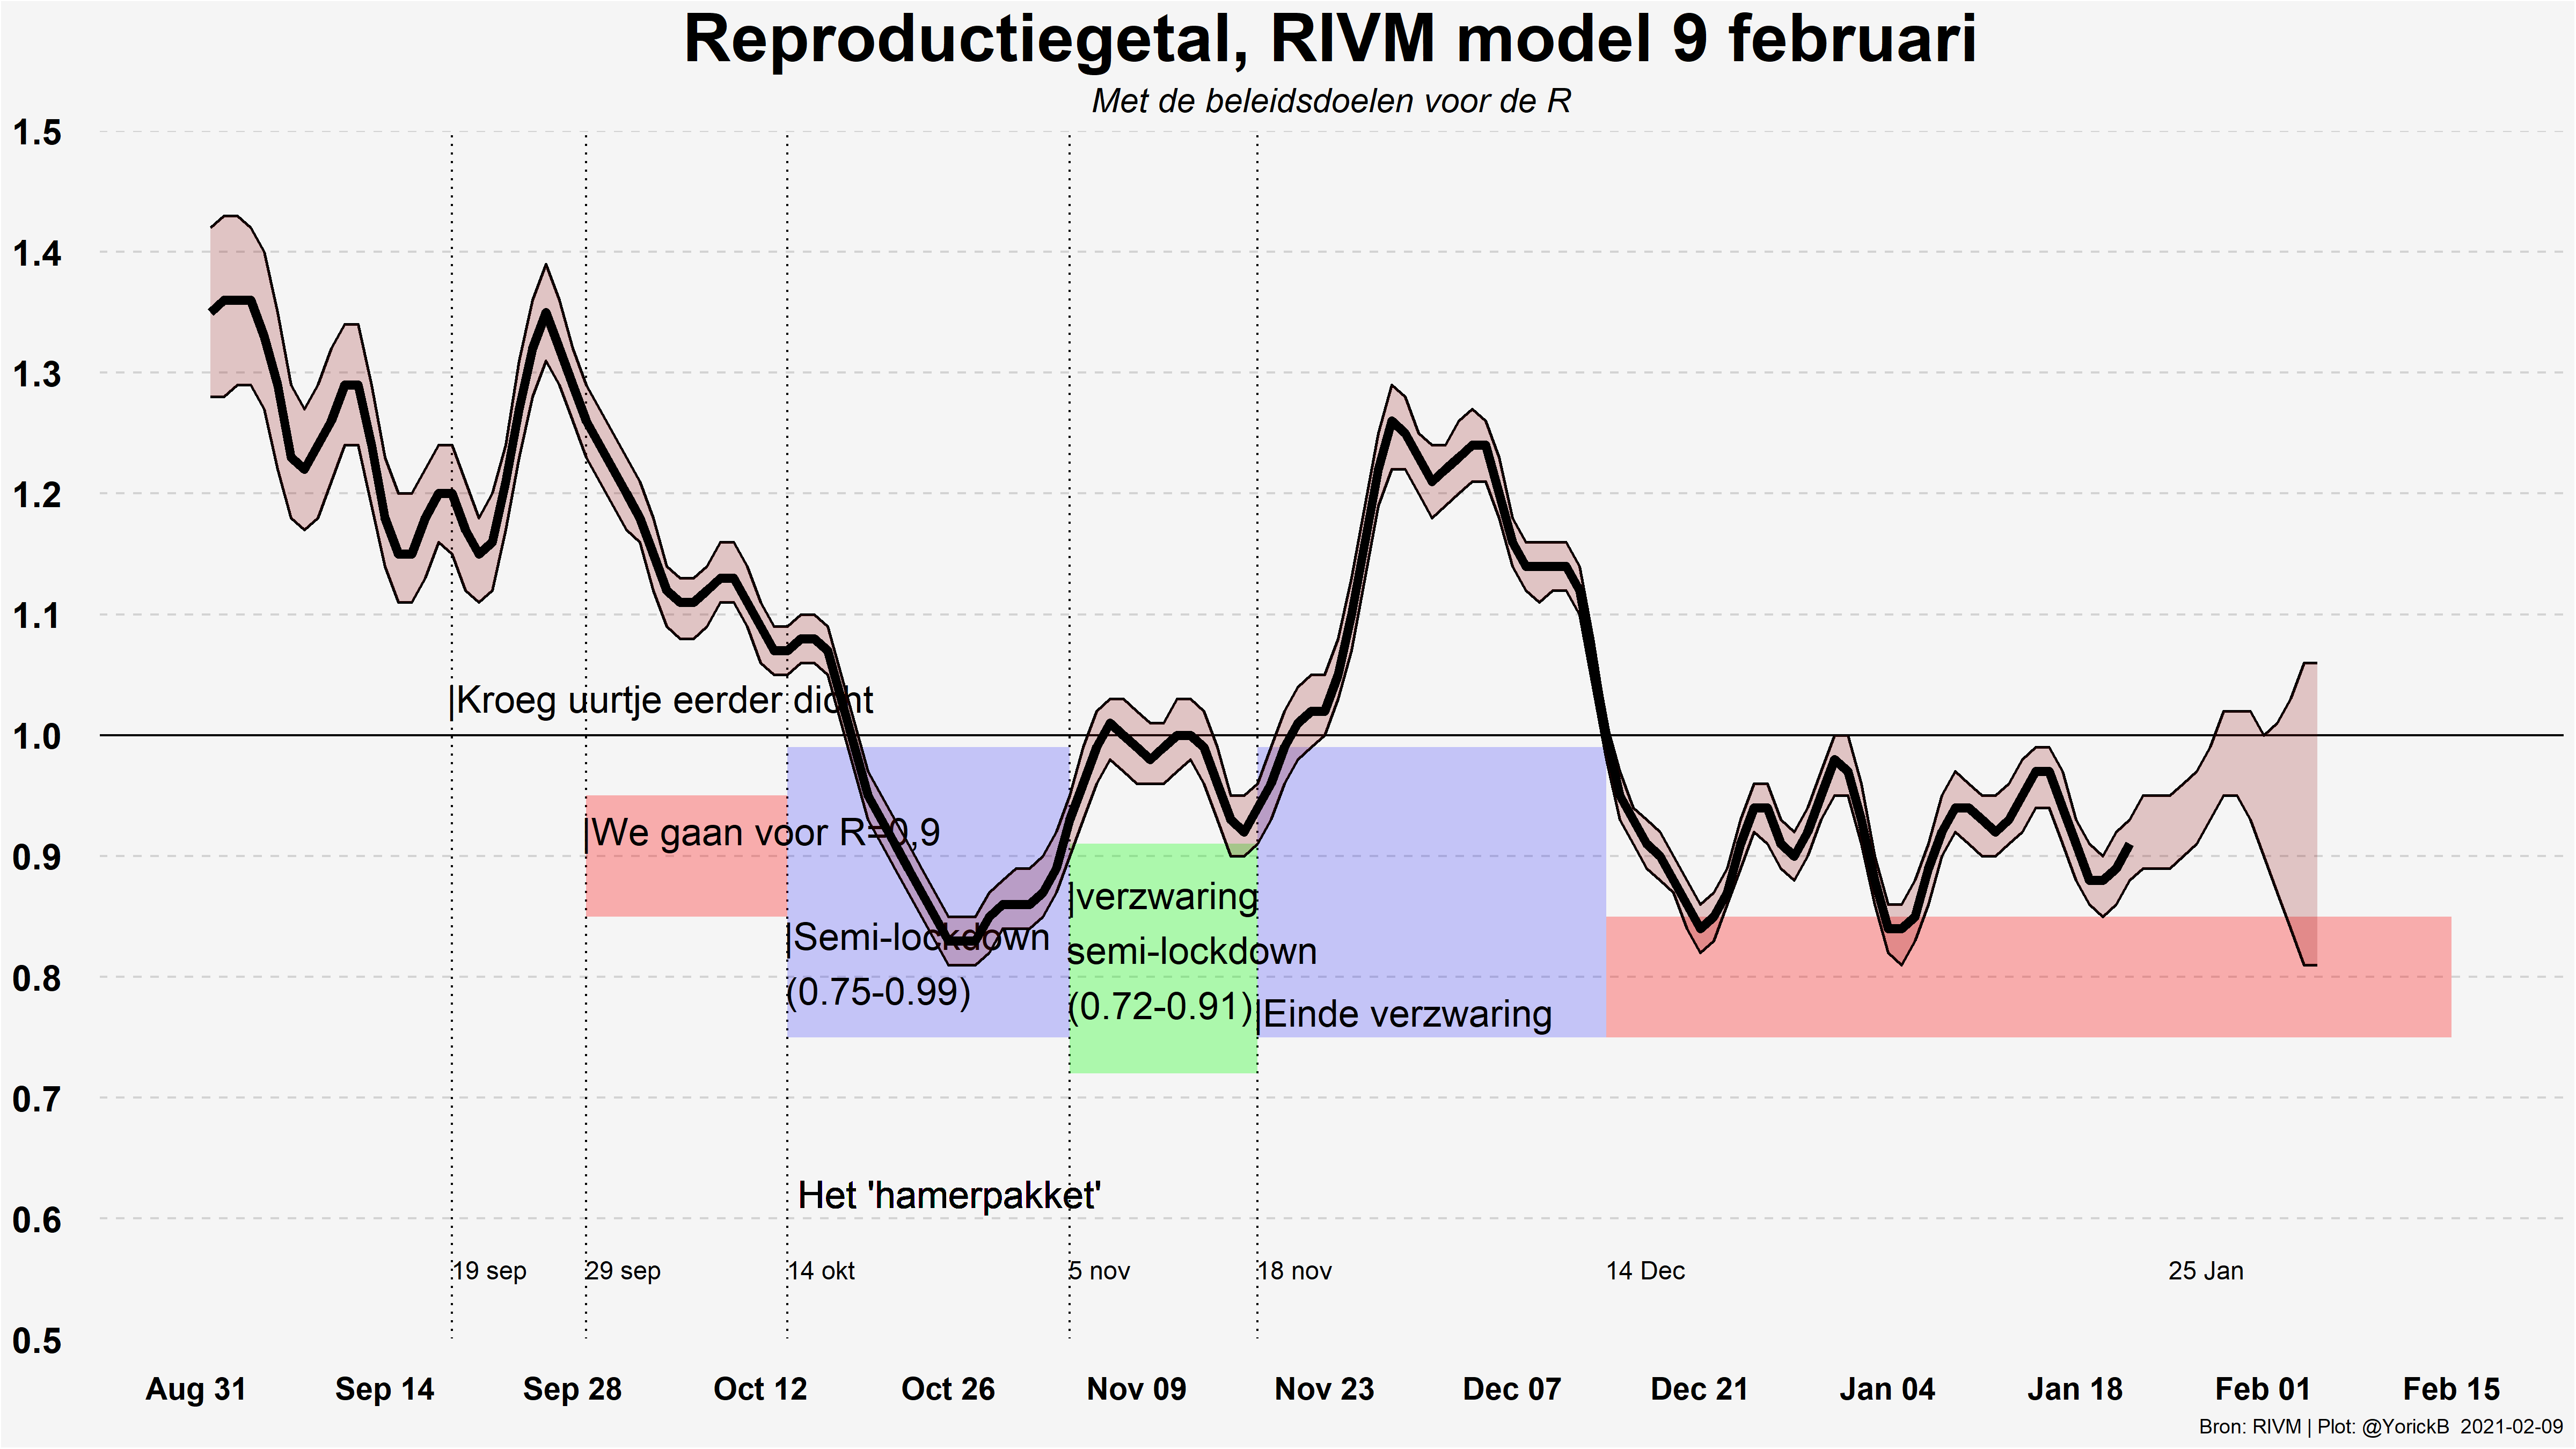 Reproductiegetal, RIVM model 9 februari
Met de beleidsdoelen voor de R
1.5
1.4
1.3
1.2
1.1
1.0
0.9
0.8
0.7
0.6
0.5
|Kroeg uurtje eerder dicht
|We gaan voor R=0,9
|Semi-lockdown
(0.75-0.99)
|verzwaring
semi-lockdown
(0.72-0.91)
|Einde verzwaring
Het 'hamerpakket'
19 sep
29 sep
14 okt
5 nov
18 nov
14 Dec
25 Jan
Aug 31
Sep 14
Sep 28
Oct 12
Oct 26
Nov 09
Nov 23
Dec 07
Dec 21
Jan 04
Jan 18
Feb 01
Feb 15
Bron: RIVM | Plot: @YorickB 2021-02-09